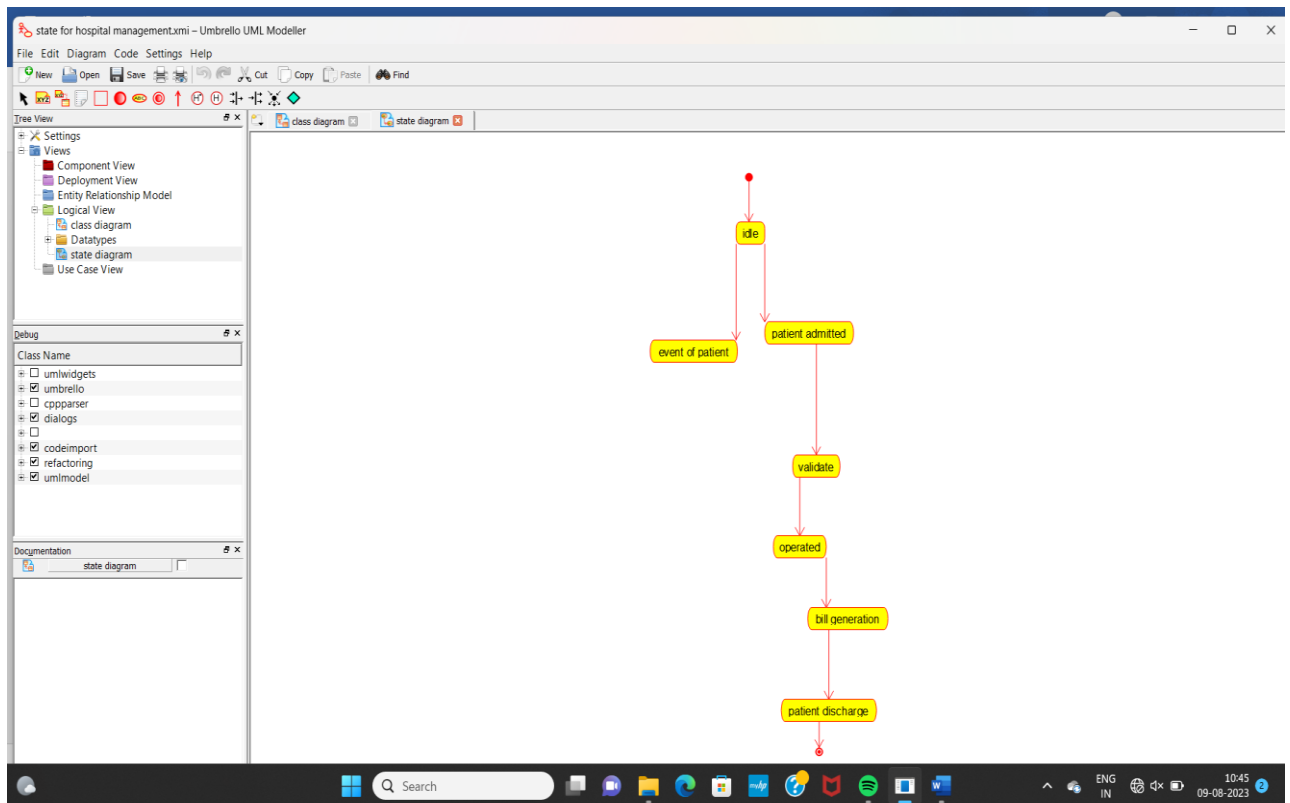 state for hospital management.xmi – Umbrello UML Modeller
File Edit Diagram Code Settings Help
New Open Save Cut Copy Paste Find
Tree View
class diagram state diagram
Settings
Views
Component View
Deployment View
Entity Relationship Model
Logical View
class diagram
Datatypes
state diagram
Use Case View
Debug
Class Name
umlwidgets
umbrello
cppparser
dialogs
codeimport
refactoring
umlmodel
Documentation
state diagram
idle
patient admitted
event of patient
validate
operated
bill generation
patient discharge
Search
mvhp
ENG
IN
10:45
09-08-2023
2